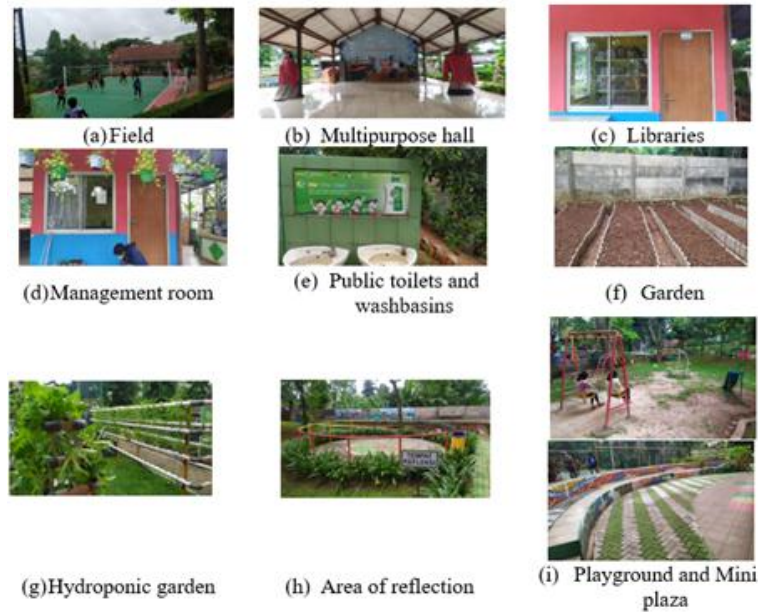 (a)Field
(b) Multipurpose hall
(c) Libraries
(d)Management room
(e) Public toilets and
washbasins
(f) Garden
(g)Hydroponic garden
(h) Area of reflection
(i) Playground and Mini
plaza